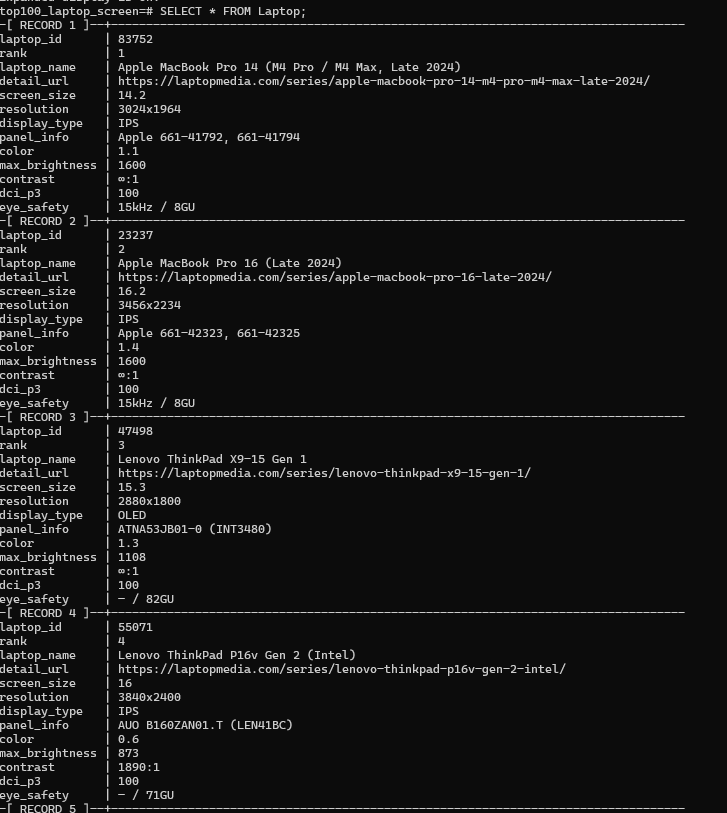 top100_laptop_screen=# SELECT * FROM Laptop;
─[ RECORD 1 ]──┼──────────
laptop_id | 83752
rank | 1
laptop_name | Apple MacBook Pro 14 (M4 Pro / M4 Max, Late 2024)
detail_url | https://laptopmedia.com/series/apple-macbook-pro-14-m4-pro-m4-max-late-2024/
screen_size | 14.2
resolution | 3024x1964
display_type | IPS
panel_info | Apple 661-41792, 661-41794
color | 1.1
max_brightness | 1600
contrast | ∞:1
dci_p3 | 100
eye_safety | 15kHz / 8GU
─[ RECORD 2 ]──┼──────────
laptop_id | 23237
rank | 2
laptop_name | Apple MacBook Pro 16 (Late 2024)
detail_url | https://laptopmedia.com/series/apple-macbook-pro-16-late-2024/
screen_size | 16.2
resolution | 3456x2234
display_type | IPS
panel_info | Apple 661-42323, 661-42325
color | 1.4
max_brightness | 1600
contrast | ∞:1
dci_p3 | 100
eye_safety | 15kHz / 8GU
─[ RECORD 3 ]──┼──────────
laptop_id | 47498
rank | 3
laptop_name | Lenovo ThinkPad X9-15 Gen 1
detail_url | https://laptopmedia.com/series/lenovo-thinkpad-x9-15-gen-1/
screen_size | 15.3
resolution | 2880x1800
display_type | OLED
panel_info | ATNA53JB01-0 (INT3480)
color | 1.3
max_brightness | 1108
contrast | ∞:1
dci_p3 | 100
eye_safety | – / 82GU
─[ RECORD 4 ]──┼──────────
laptop_id | 55071
rank | 4
laptop_name | Lenovo ThinkPad P16v Gen 2 (Intel)
detail_url | https://laptopmedia.com/series/lenovo-thinkpad-p16v-gen-2-intel/
screen_size | 16
resolution | 3840x2400
display_type | IPS
panel_info | AUO B160ZAN01.T (LEN41BC)
color | 0.6
max_brightness | 873
contrast | 1890:1
dci_p3 | 100
eye_safety | – / 71GU
─[ RECORD 5 ]──┼──────────